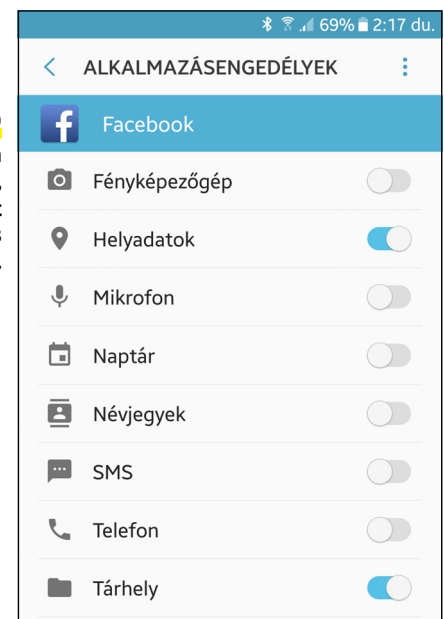 69% 2:17 du.
ALKALMAZÁSENGEDÉLYEK
Facebook
Fényképezőgép
Helyadatok
Mikrofon
Naptár
Névjegyek
SMS
Telefon
Tárhely